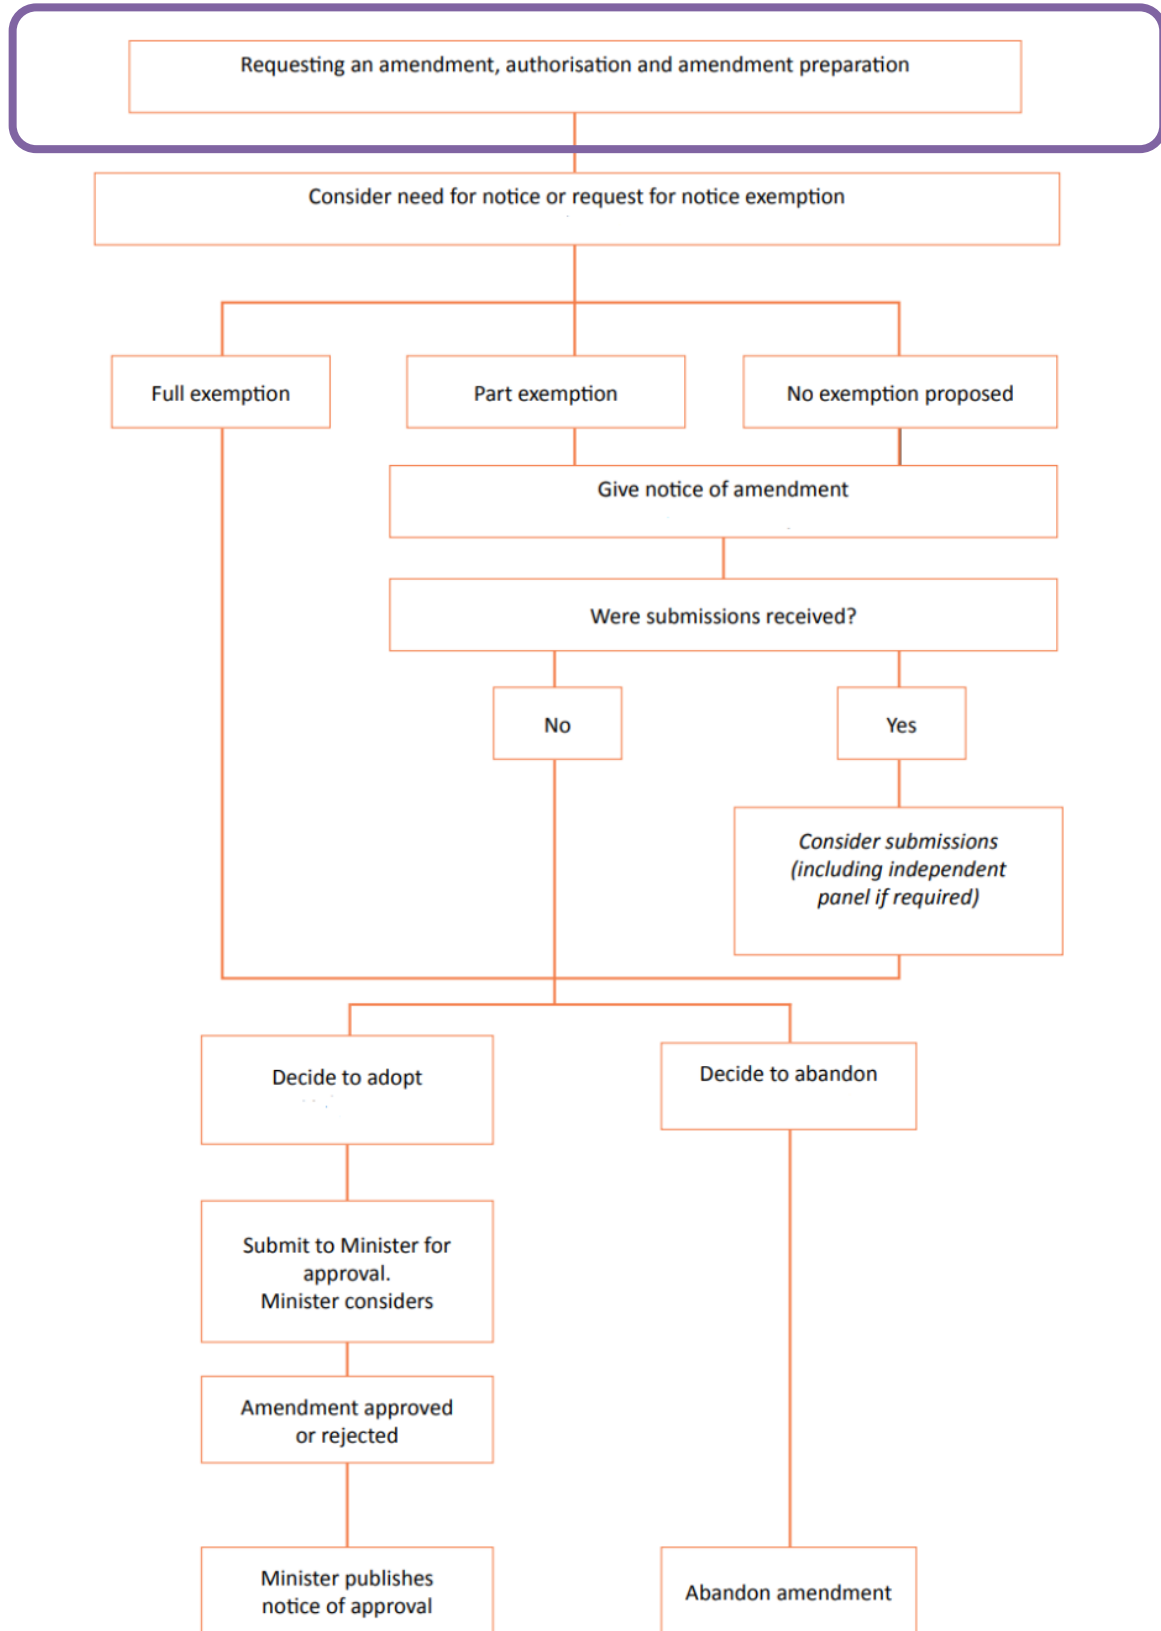 Requesting an amendment, authorisation and amendment preparation
Consider need for notice or request for notice exemption
Full exemption
Part exemption
No exemption proposed
Give notice of amendment
Were submissions received?
No
Yes
Consider submissions
(including independent
panel if required)
Decide to adopt
Decide to abandon
Submit to Minister for
approval.
Minister considers
Amendment approved
or rejected
Minister publishes
notice of approval
Abandon amendment